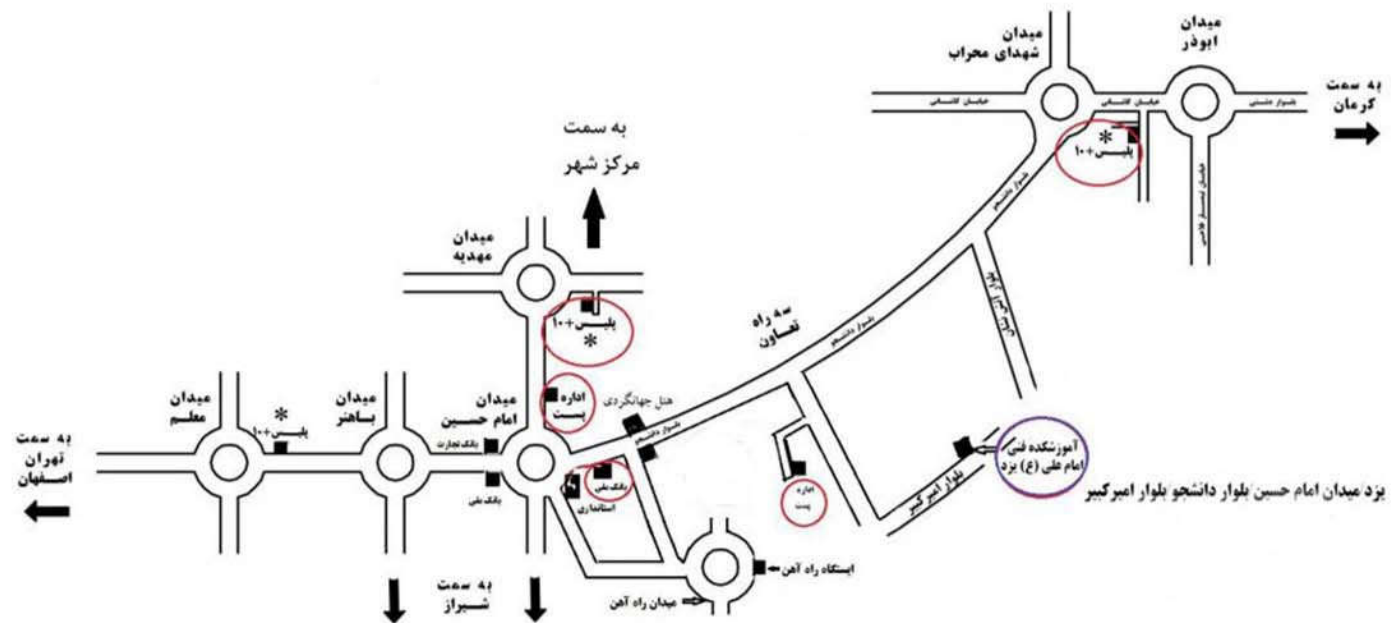 میدان
ابوذر
میدان
شهدای محراب
خیابان کاشانی
خیابان کاشانی
بلوار دشتی
به سمت
کرمان
*
پلیس+۱۰
بلوار دانشجو
به سمت
مرکز شهر
میدان
مهدیه
پلیس+۱۰
*
سه راه
تعاون
بلوار دانشجو
اداره
پست
هتل جهانگردی
بلوار دانشجو
میدان
امام حسین
میدان
باهنر
میدان
معلم
*
پلیس+۱۰
بانک تجارت
بانک ملی
بانک ملی
استانداری
به سمت
تهران
اصفهان
اداره
پست
آموزشکده فنی
امام علی (ع) یزد
بلوار امیرکبیر
یزد/میدان امام حسین/بلوار دانشجو/بلوار امیرکبیر
ایستگاه راه آهن
میدان راه آهن
به سمت
شیراز